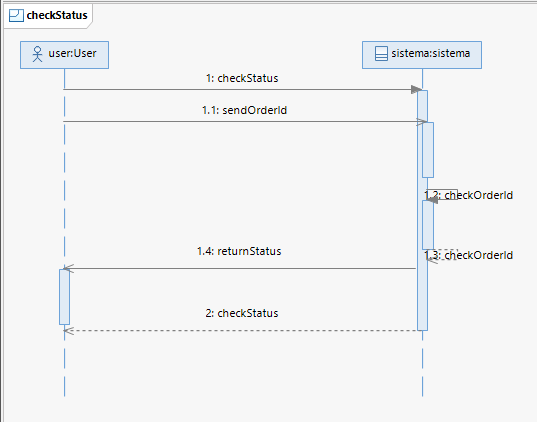 checkStatus
user:User
sistema:sistema
1: checkStatus
1.1: sendOrderId
1.2: checkOrderId
1.3: checkOrderId
1.4: returnStatus
2: checkStatus